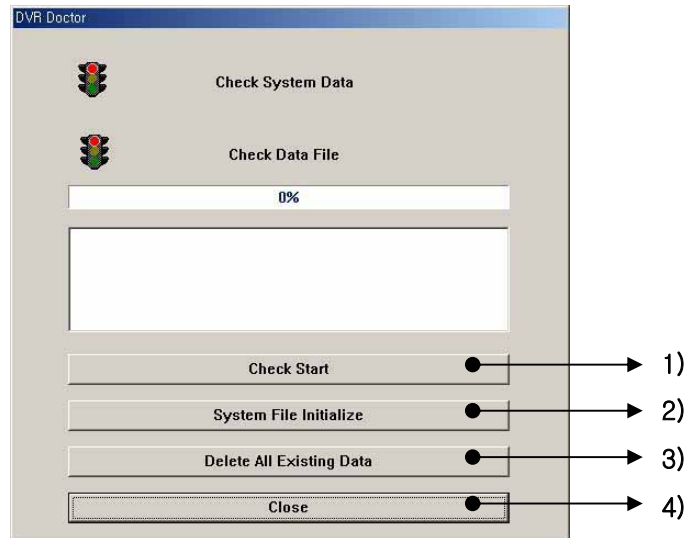 DVR Doctor
Check System Data
Check Data File
0%
Check Start 1)
System File Initialize 2)
Delete All Existing Data 3)
Close 4)